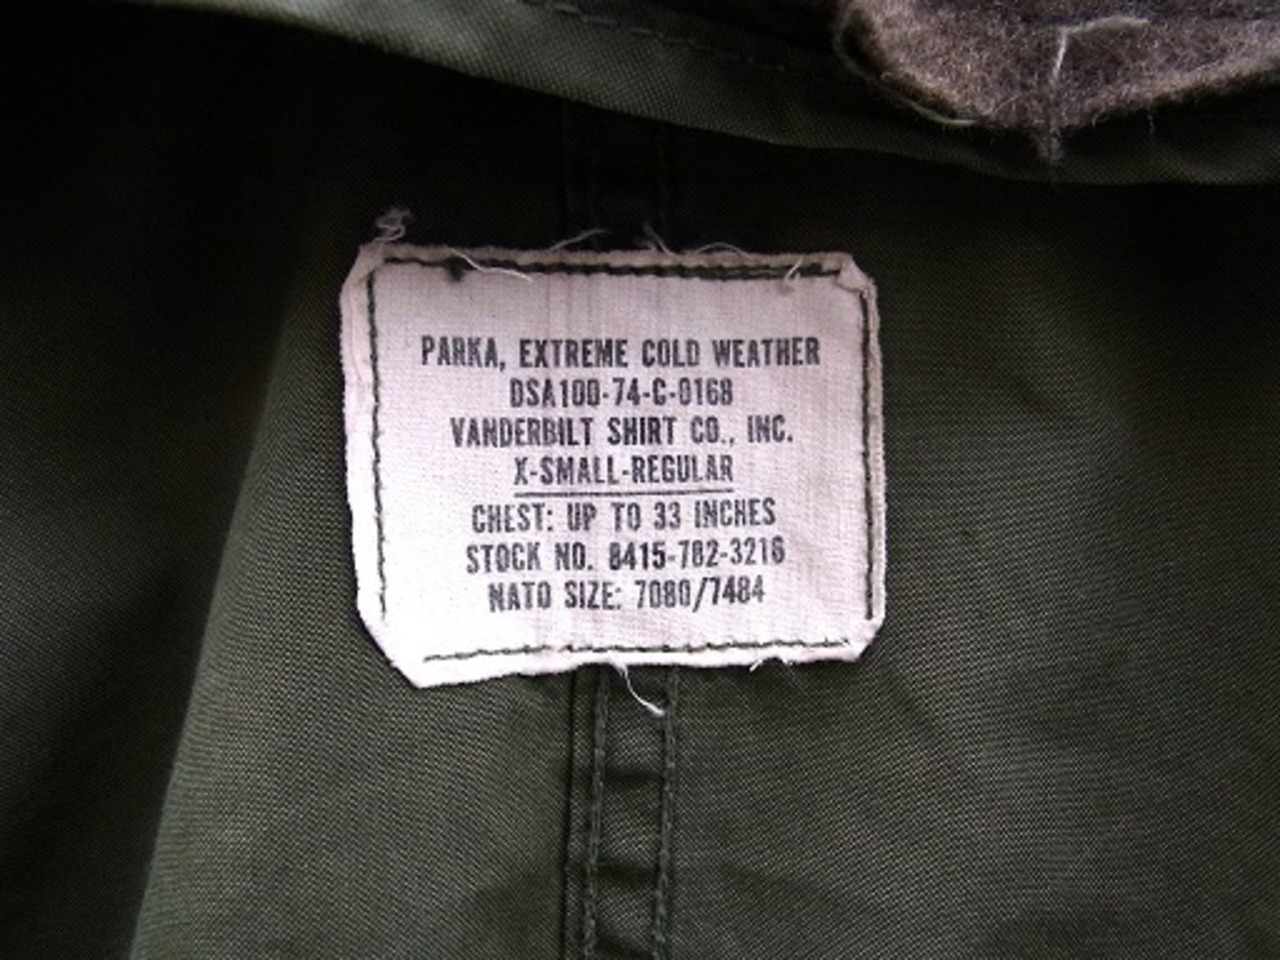 PARKA, EXTREME COLD WEATHER
DSA100-74-C-0168
VANDERBILT SHIRT CO., INC.
X-SMALL-REGULAR
CHEST: UP TO 33 INCHES
STOCK NO. 8415-782-3216
NATO SIZE: 7080/7484